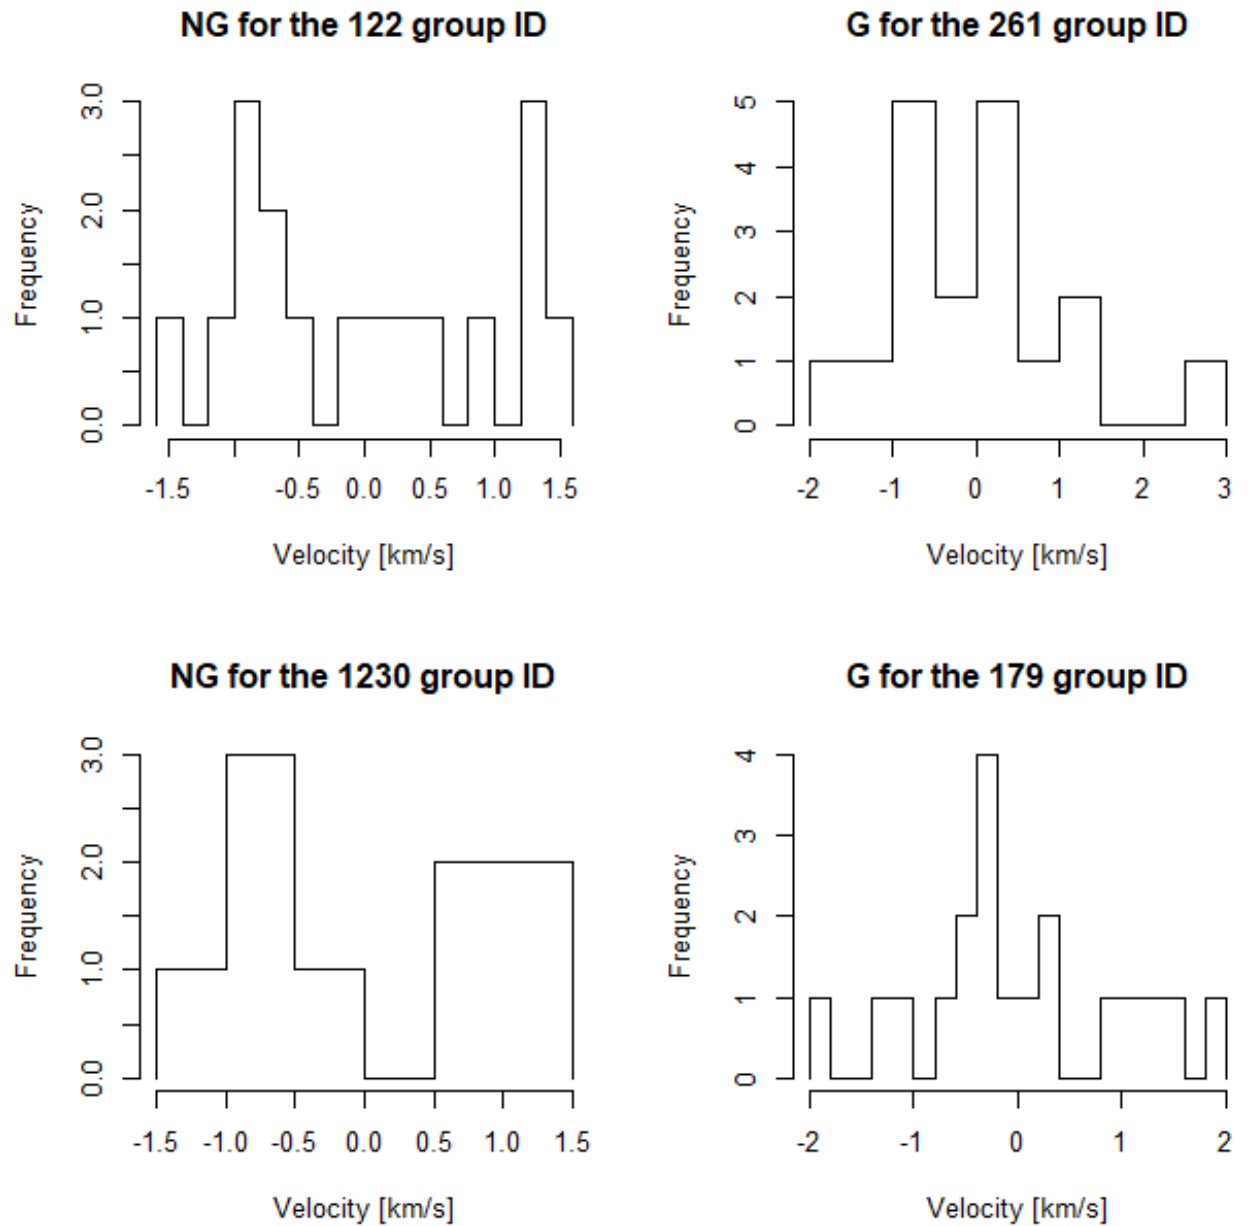 NG for the 122 group ID
Frequency
3.0
2.0
1.0
0.0
-1.5 -0.5 0.0 0.5 1.0 1.5
Velocity [km/s]
G for the 261 group ID
Frequency
5
4
3
2
1
0
-2 -1 0 1 2 3
Velocity [km/s]
NG for the 1230 group ID
Frequency
3.0
2.0
1.0
0.0
-1.5 -1.0 -0.5 0.0 0.5 1.0 1.5
Velocity [km/s]
G for the 179 group ID
Frequency
4
3
2
1
0
-2 -1 0 1 2
Velocity [km/s]